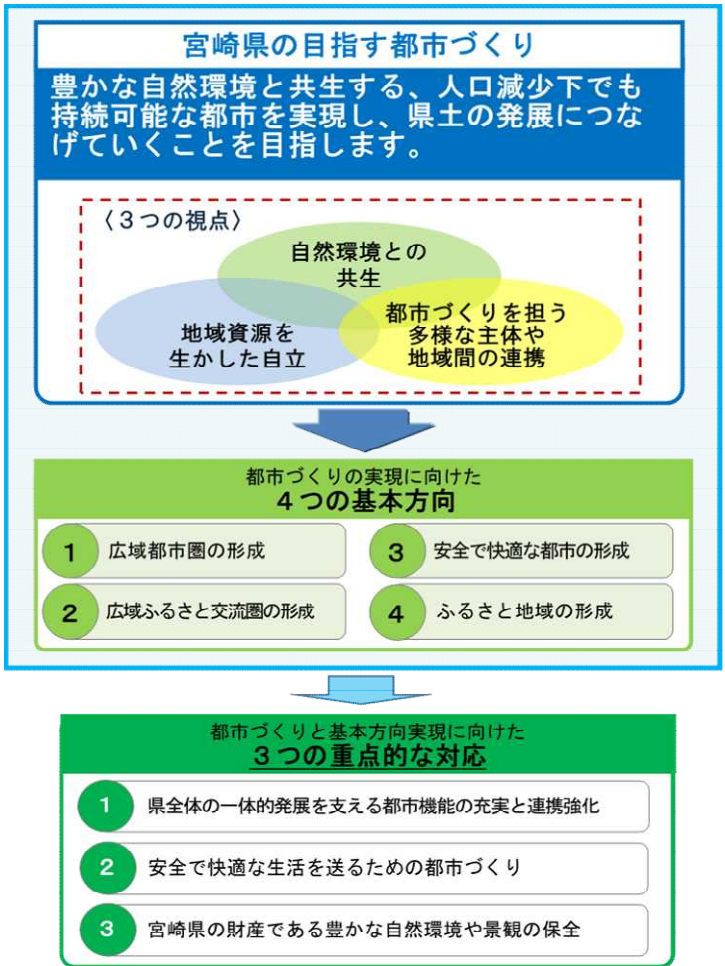 宮崎県の目指す都市づくり
豊かな自然環境と共生する、人口減少下でも
持続可能な都市を実現し、県土の発展につな
げていくことを目指します。
〈３つの視点〉
自然環境との
共生
地域資源を
生かした自立
都市づくりを担う
多様な主体や
地域間の連携
都市づくりの実現に向けた
４つの基本方向
1 広域都市圏の形成
2 広域ふるさと交流圏の形成
3 安全で快適な都市の形成
4 ふるさと地域の形成
都市づくりと基本方向実現に向けた
３つの重点的な対応
1 県全体の一体的発展を支える都市機能の充実と連携強化
2 安全で快適な生活を送るための都市づくり
3 宮崎県の財産である豊かな自然環境や景観の保全